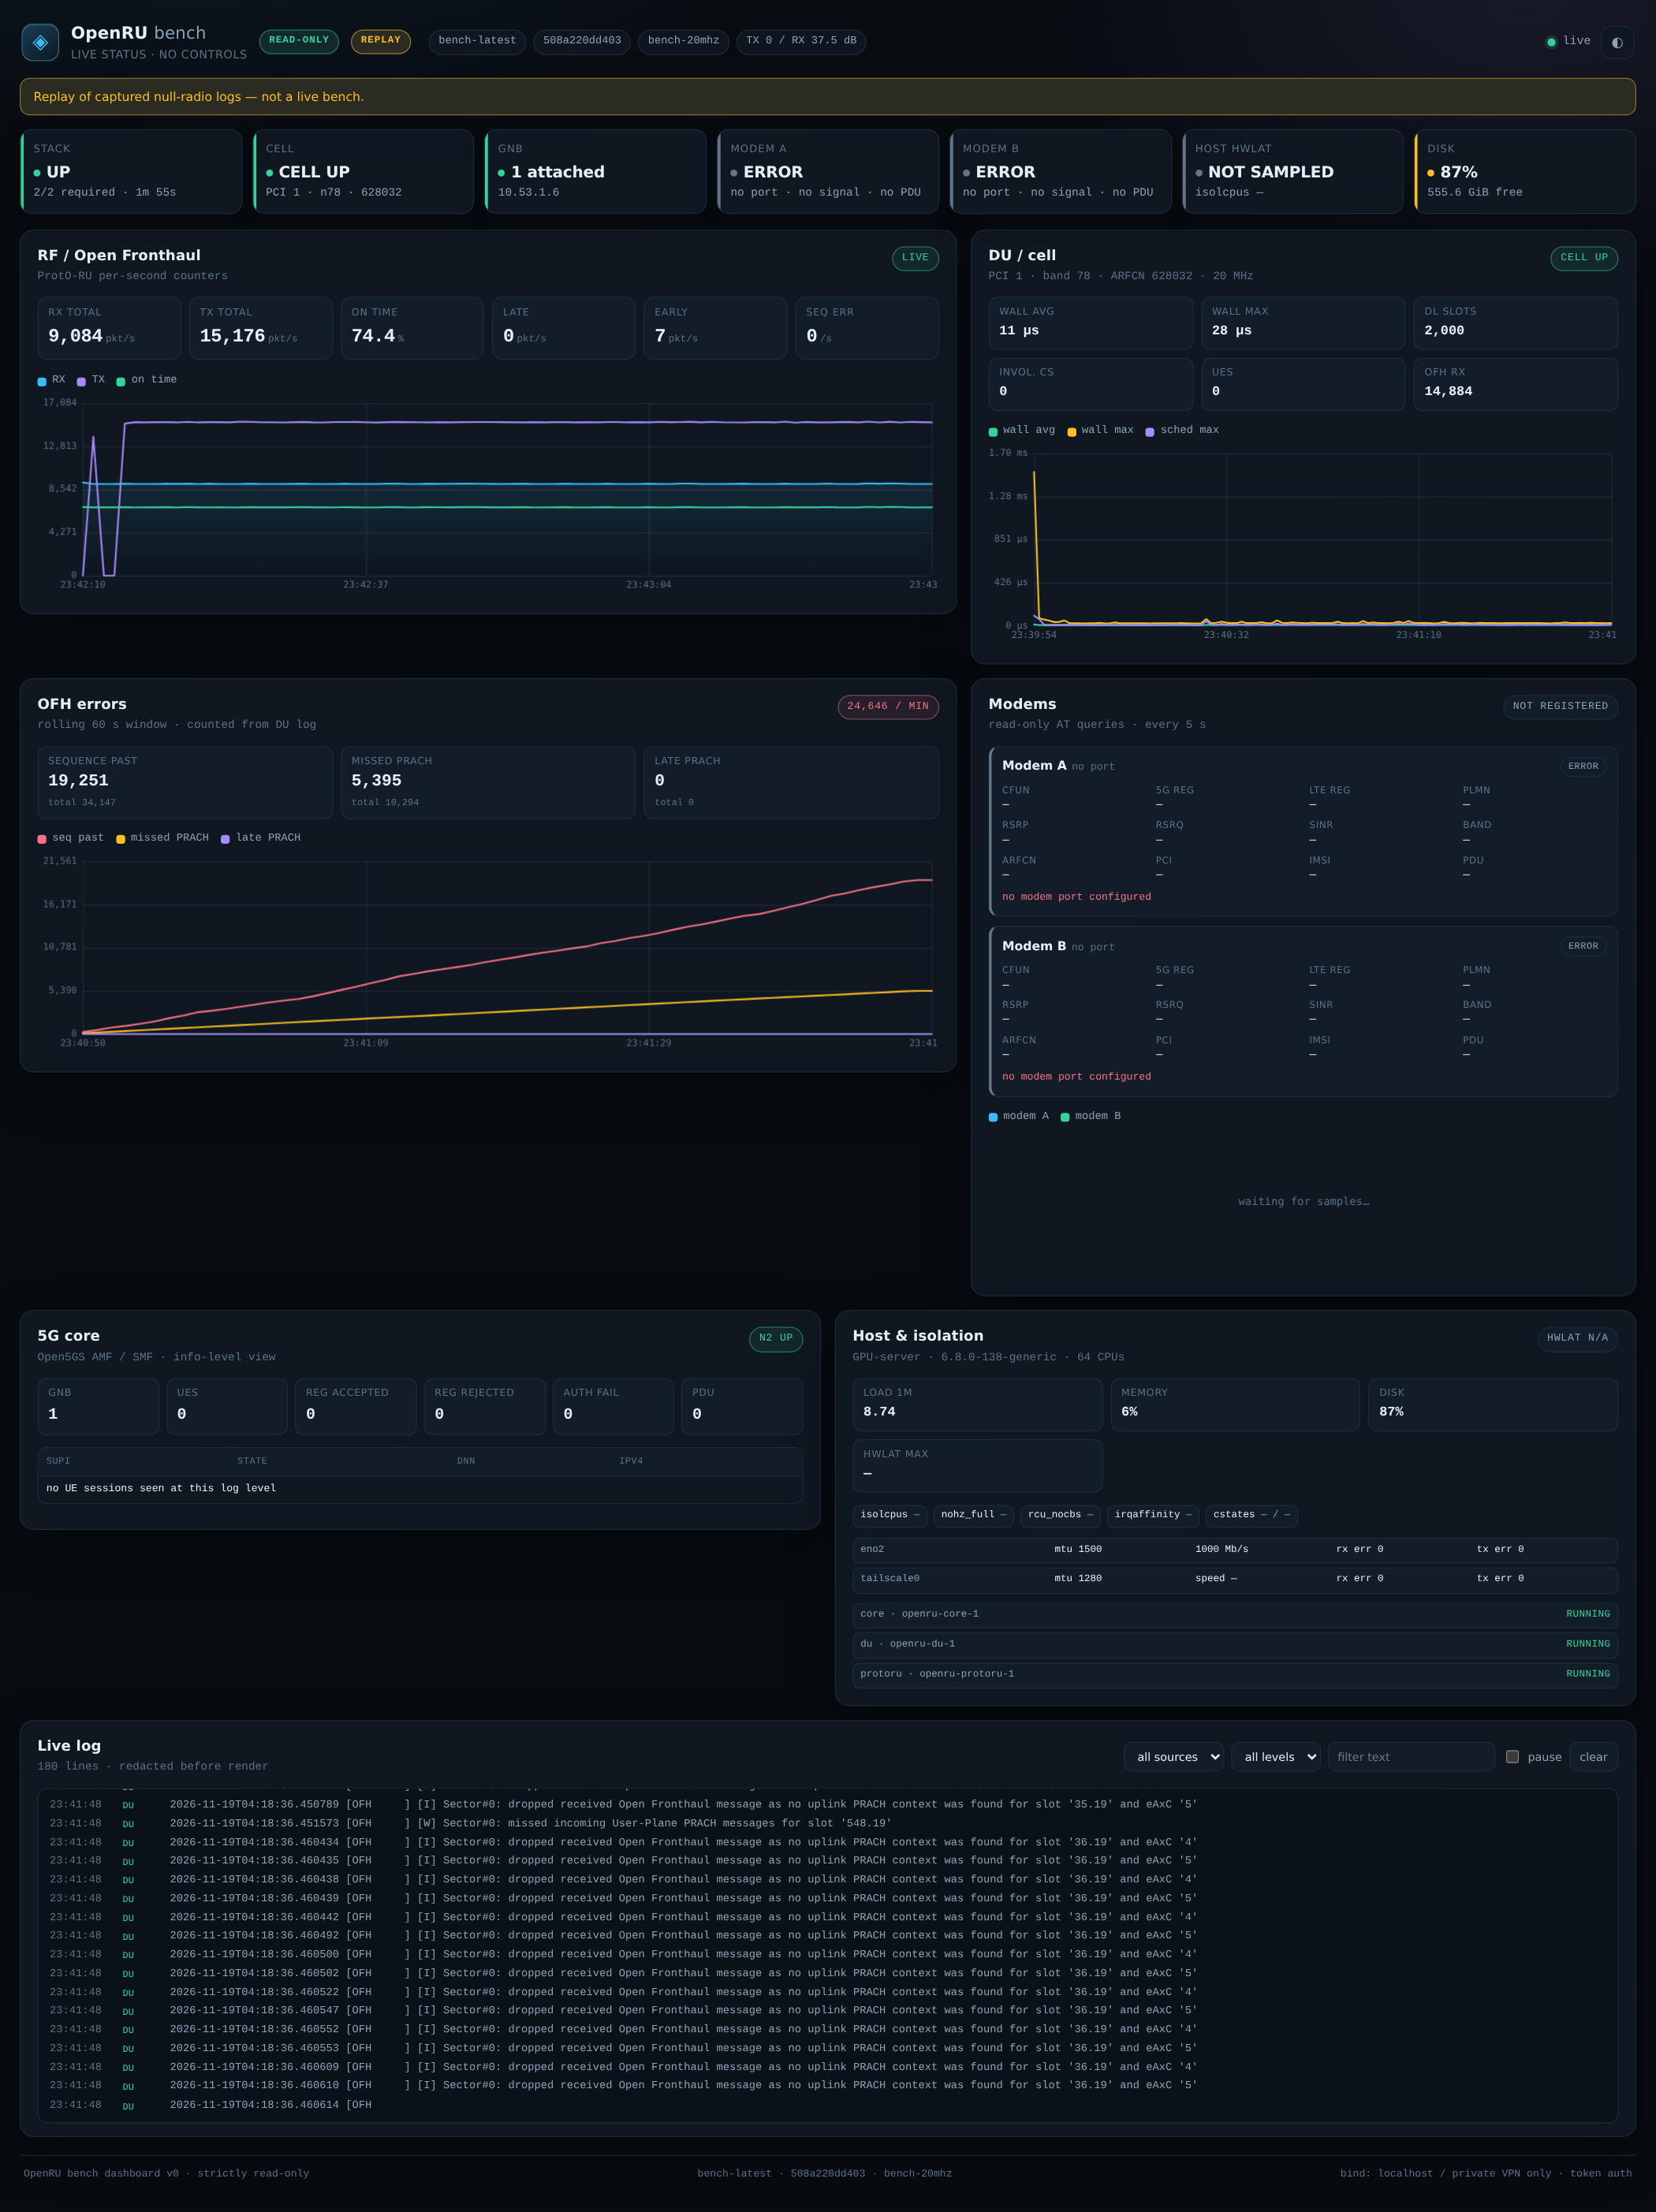 OpenRU bench
LIVE STATUS · NO CONTROLS
READ-ONLY
REPLAY
bench-latest
508a220dd403
bench-20mhz
TX 0 / RX 37.5 dB
live
Replay of captured null-radio logs — not a live bench.
STACK
UP
2/2 required · 1m 55s
CELL
CELL UP
PCI 1 · n78 · 628032
GNB
1 attached
10.53.1.6
MODEM A
ERROR
no port · no signal · no PDU
MODEM B
ERROR
no port · no signal · no PDU
HOST HWLAT
NOT SAMPLED
isolcpus —
DISK
87%
555.6 GiB free
RF / Open Fronthaul
ProtO-RU per-second counters
LIVE
RX TOTAL
9,084 pkt/s
TX TOTAL
15,176 pkt/s
ON TIME
74.4 %
LATE
0 pkt/s
EARLY
7 pkt/s
SEQ ERR
0 /s
RX TX on time
17,084
12,813
8,542
4,271
0
23:42:10 23:42:37 23:43:04 23:43
DU / cell
PCI 1 · band 78 · ARFCN 628032 · 20 MHz
CELL UP
WALL AVG
11 µs
WALL MAX
28 µs
DL SLOTS
2,000
INVOL. CS
0
UES
0
OFH RX
14,884
wall avg wall max sched max
1.70 ms
1.28 ms
851 µs
426 µs
0 µs
23:39:54 23:40:32 23:41:10 23:41
OFH errors
rolling 60 s window · counted from DU log
24,646 / MIN
SEQUENCE PAST
19,251
total 34,147
MISSED PRACH
5,395
total 10,294
LATE PRACH
0
total 0
seq past missed PRACH late PRACH
21,561
16,171
10,781
5,390
0
23:40:50 23:41:09 23:41:29 23:41
Modems
read-only AT queries · every 5 s
NOT REGISTERED
Modem A no port
ERROR
CFUN 5G REG LTE REG PLMN
— — — —
RSRP RSRQ SINR BAND
— — — —
ARFCN PCI IMSI PDU
— — — —
no modem port configured
Modem B no port
ERROR
CFUN 5G REG LTE REG PLMN
— — — —
RSRP RSRQ SINR BAND
— — — —
ARFCN PCI IMSI PDU
— — — —
no modem port configured
modem A modem B
waiting for samples…
5G core
Open5GS AMF / SMF · info-level view
N2 UP
GNB
1
UES
0
REG ACCEPTED
0
REG REJECTED
0
AUTH FAIL
0
PDU
0
SUPI STATE DNN IPV4
no UE sessions seen at this log level
Host & isolation
GPU-server · 6.8.0-138-generic · 64 CPUs
HWLAT N/A
LOAD 1M
8.74
MEMORY
6%
DISK
87%
HWLAT MAX
—
isolcpus — nohz_full — rcu_nocbs — irqaffinity — cstates — / —
eno2 mtu 1500 1000 Mb/s rx err 0 tx err 0
tailscale0 mtu 1280 speed — rx err 0 tx err 0
core · openru-core-1 RUNNING
du · openru-du-1 RUNNING
protoru · openru-protoru-1 RUNNING
Live log
180 lines · redacted before render
all sources
all levels
filter text
pause
clear
23:41:48 DU 2026-11-19T04:18:36.450789 [OFH     ] [I] Sector#0: dropped received Open Fronthaul message as no uplink PRACH context was found for slot '35.19' and eAxC '5'
23:41:48 DU 2026-11-19T04:18:36.451573 [OFH     ] [W] Sector#0: missed incoming User-Plane PRACH messages for slot '548.19'
23:41:48 DU 2026-11-19T04:18:36.460434 [OFH     ] [I] Sector#0: dropped received Open Fronthaul message as no uplink PRACH context was found for slot '36.19' and eAxC '4'
23:41:48 DU 2026-11-19T04:18:36.460435 [OFH     ] [I] Sector#0: dropped received Open Fronthaul message as no uplink PRACH context was found for slot '36.19' and eAxC '5'
23:41:48 DU 2026-11-19T04:18:36.460438 [OFH     ] [I] Sector#0: dropped received Open Fronthaul message as no uplink PRACH context was found for slot '36.19' and eAxC '4'
23:41:48 DU 2026-11-19T04:18:36.460439 [OFH     ] [I] Sector#0: dropped received Open Fronthaul message as no uplink PRACH context was found for slot '36.19' and eAxC '5'
23:41:48 DU 2026-11-19T04:18:36.460442 [OFH     ] [I] Sector#0: dropped received Open Fronthaul message as no uplink PRACH context was found for slot '36.19' and eAxC '4'
23:41:48 DU 2026-11-19T04:18:36.460492 [OFH     ] [I] Sector#0: dropped received Open Fronthaul message as no uplink PRACH context was found for slot '36.19' and eAxC '5'
23:41:48 DU 2026-11-19T04:18:36.460500 [OFH     ] [I] Sector#0: dropped received Open Fronthaul message as no uplink PRACH context was found for slot '36.19' and eAxC '4'
23:41:48 DU 2026-11-19T04:18:36.460502 [OFH     ] [I] Sector#0: dropped received Open Fronthaul message as no uplink PRACH context was found for slot '36.19' and eAxC '5'
23:41:48 DU 2026-11-19T04:18:36.460522 [OFH     ] [I] Sector#0: dropped received Open Fronthaul message as no uplink PRACH context was found for slot '36.19' and eAxC '4'
23:41:48 DU 2026-11-19T04:18:36.460547 [OFH     ] [I] Sector#0: dropped received Open Fronthaul message as no uplink PRACH context was found for slot '36.19' and eAxC '5'
23:41:48 DU 2026-11-19T04:18:36.460552 [OFH     ] [I] Sector#0: dropped received Open Fronthaul message as no uplink PRACH context was found for slot '36.19' and eAxC '4'
23:41:48 DU 2026-11-19T04:18:36.460553 [OFH     ] [I] Sector#0: dropped received Open Fronthaul message as no uplink PRACH context was found for slot '36.19' and eAxC '5'
23:41:48 DU 2026-11-19T04:18:36.460609 [OFH     ] [I] Sector#0: dropped received Open Fronthaul message as no uplink PRACH context was found for slot '36.19' and eAxC '4'
23:41:48 DU 2026-11-19T04:18:36.460610 [OFH     ] [I] Sector#0: dropped received Open Fronthaul message as no uplink PRACH context was found for slot '36.19' and eAxC '5'
23:41:48 DU 2026-11-19T04:18:36.460614 [OFH
OpenRU bench dashboard v0 · strictly read-only
bench-latest · 508a220dd403 · bench-20mhz
bind: localhost / private VPN only · token auth